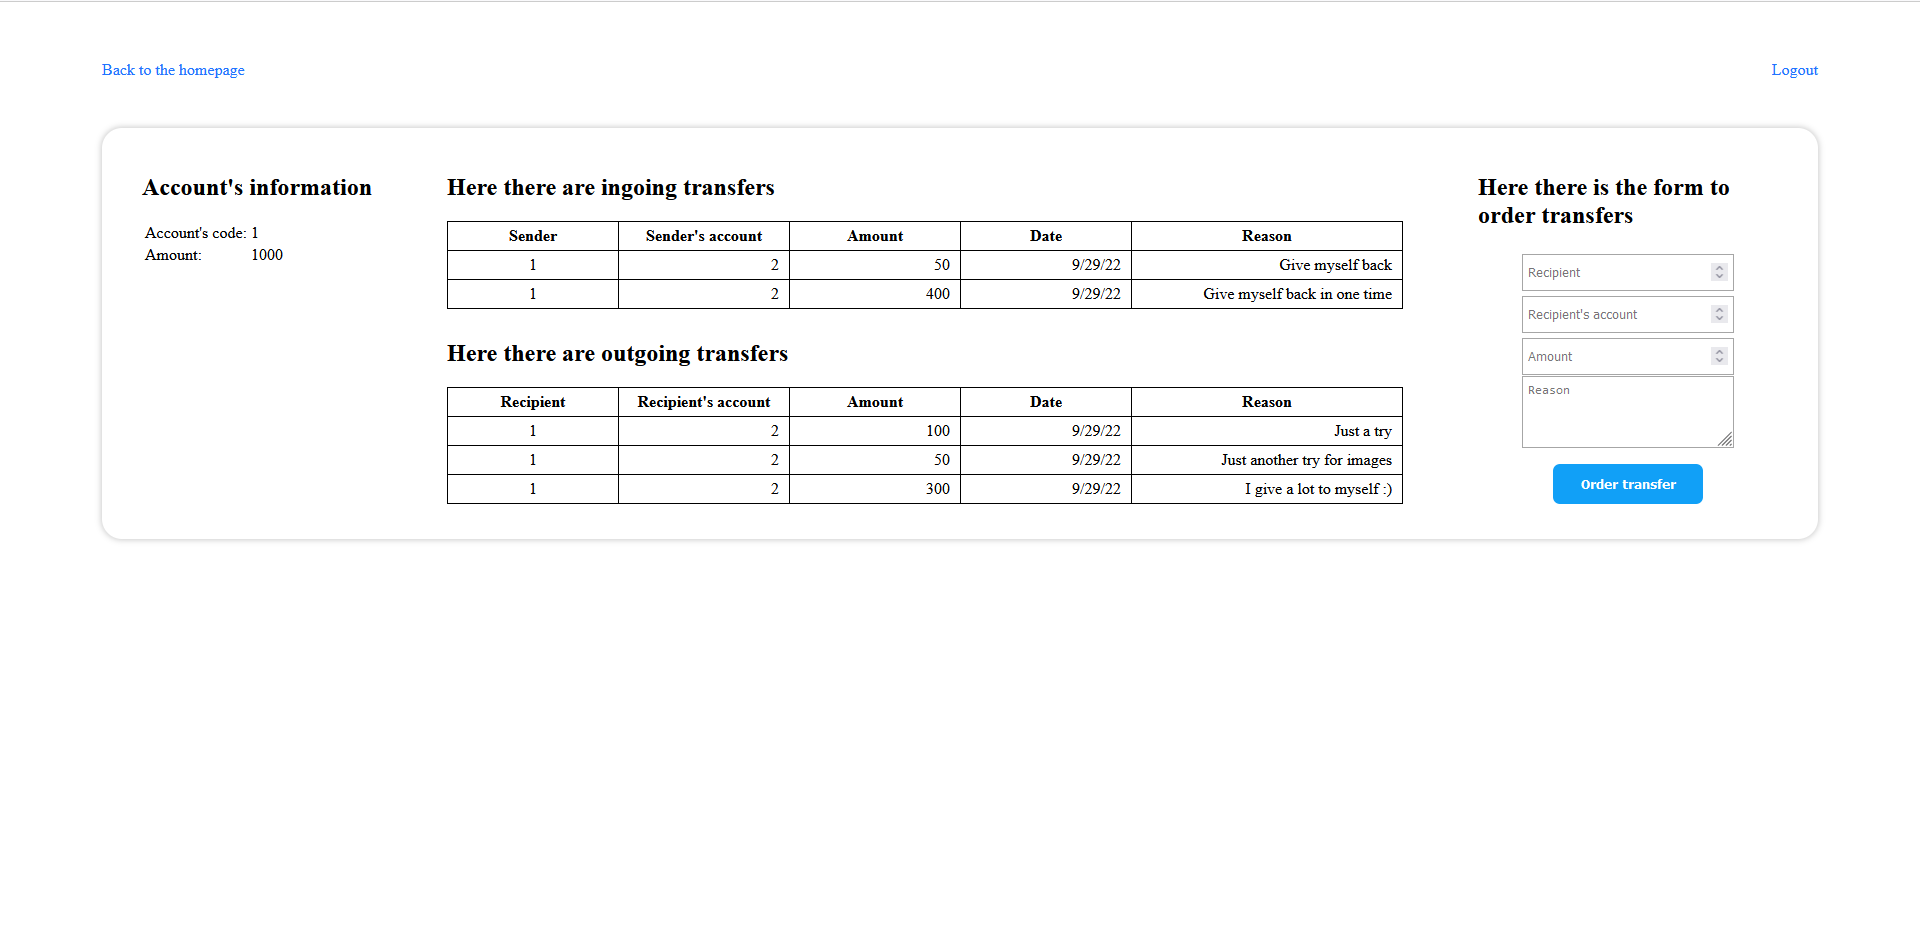 Back to the homepage
Logout
Account's information
Account's code: 1
Amount: 1000
Here there are ingoing transfers
Sender Sender's account Amount Date Reason
1 2 50 9/29/22 Give myself back
1 2 400 9/29/22 Give myself back in one time
Here there are outgoing transfers
Recipient Recipient's account Amount Date Reason
1 2 100 9/29/22 Just a try
1 2 50 9/29/22 Just another try for images
1 2 300 9/29/22 I give a lot to myself :)
Here there is the form to
order transfers
Recipient
Recipient's account
Amount
Reason
Order transfer